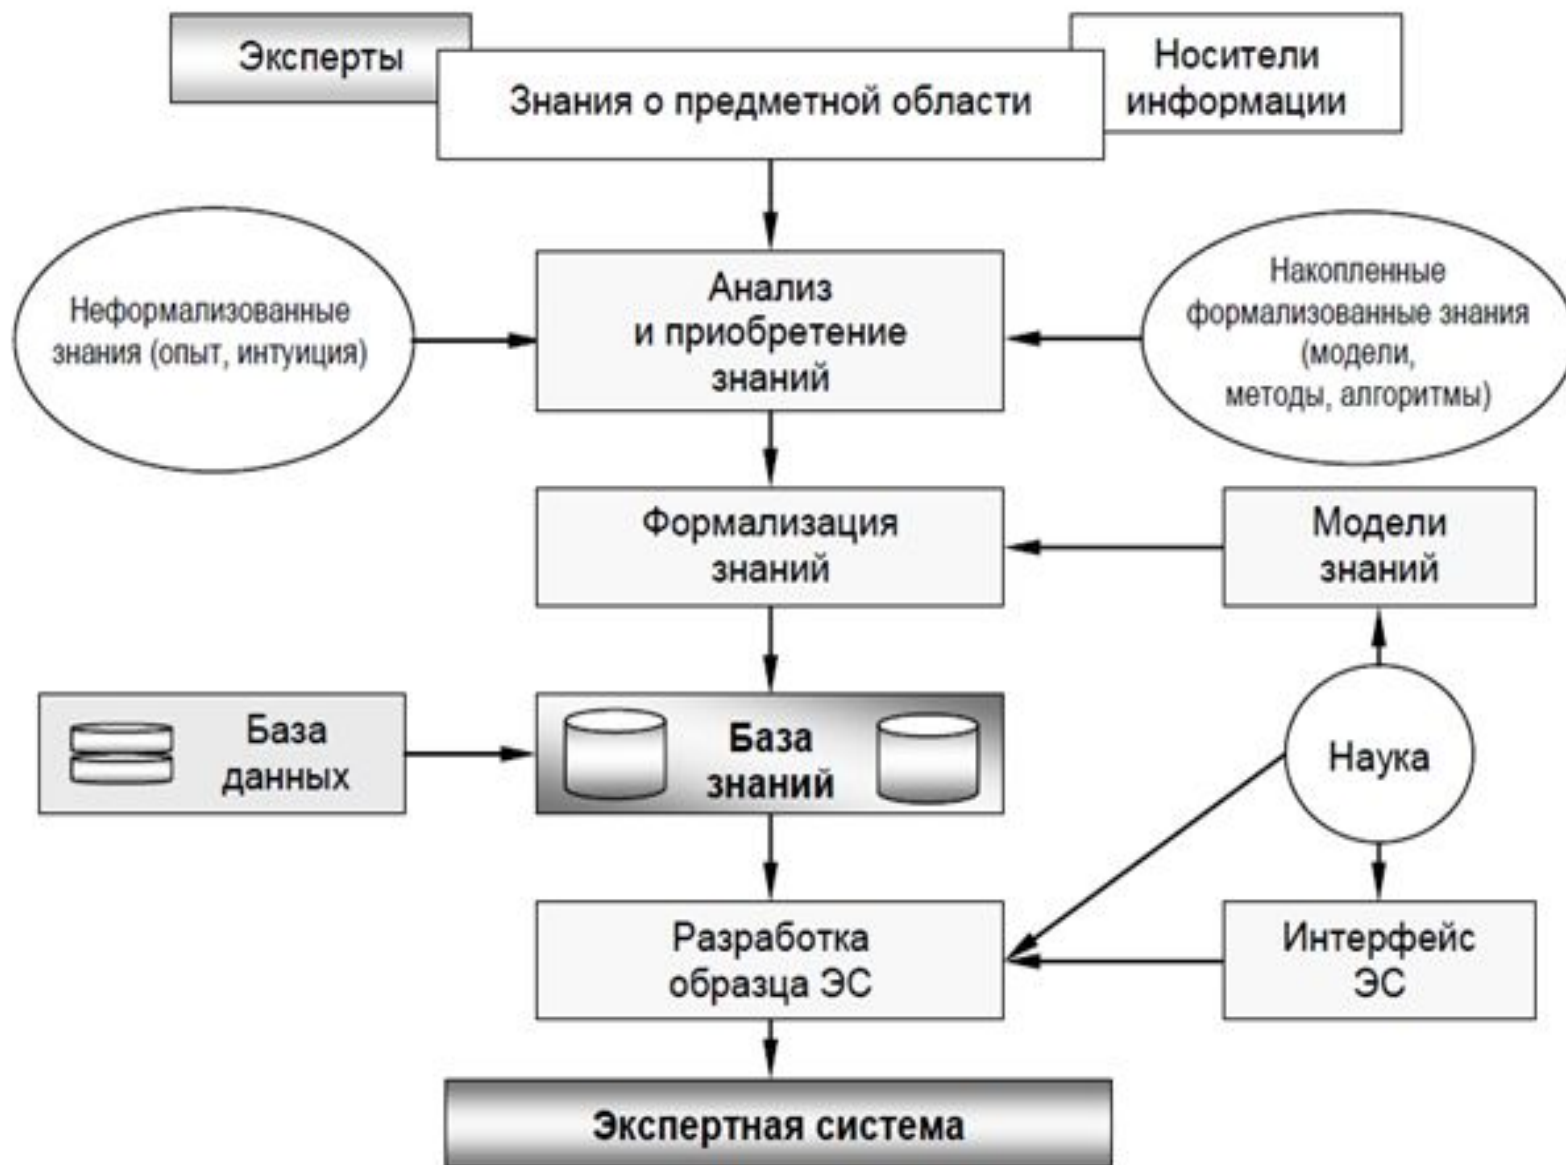 Эксперты
Носители
информации
Знания о предметной области
Неформализованные
знания (опыт, интуиция)
Анализ
и приобретение
знаний
Накопленные
формализованные знания
(модели,
методы, алгоритмы)
Формализация
знаний
Модели
знаний
База
данных
База
знаний
Наука
Разработка
образца ЭС
Интерфейс
ЭС
Экспертная система